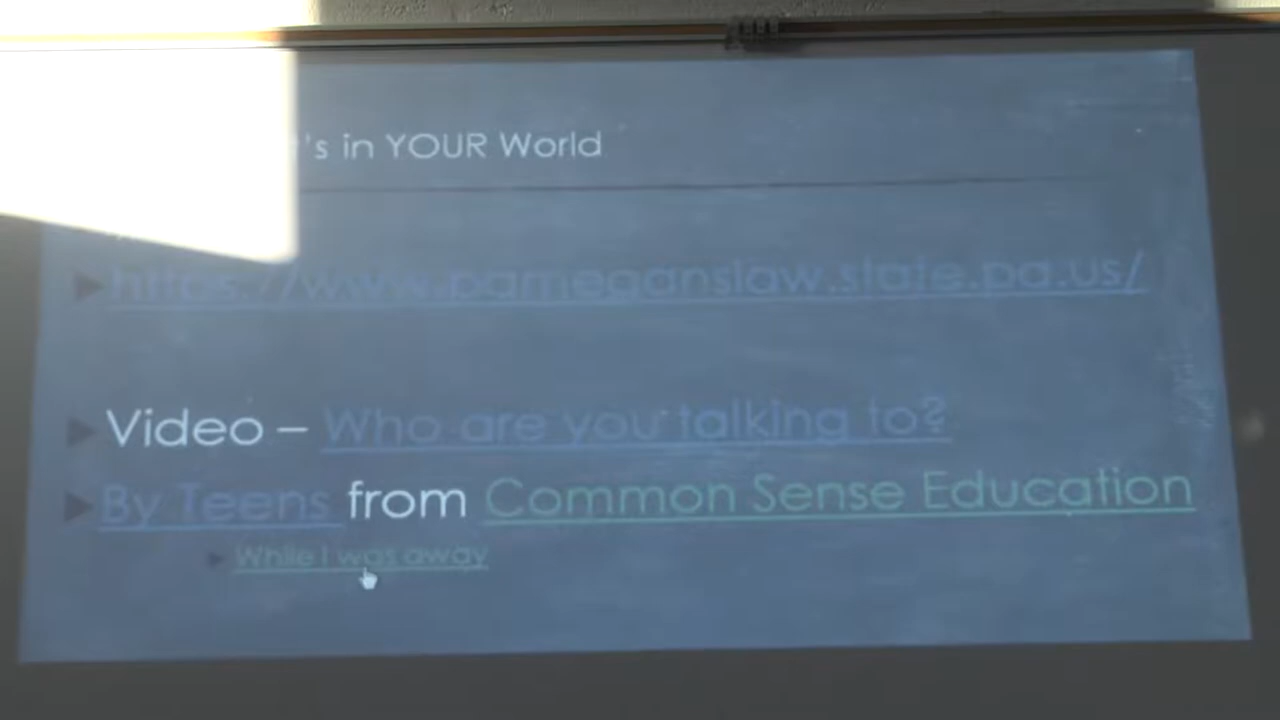 's in YOUR World
https://www.pameganslaw.state.pa.us/
Video – Who are you talking to?
By Teens from Common Sense Education
While I was away